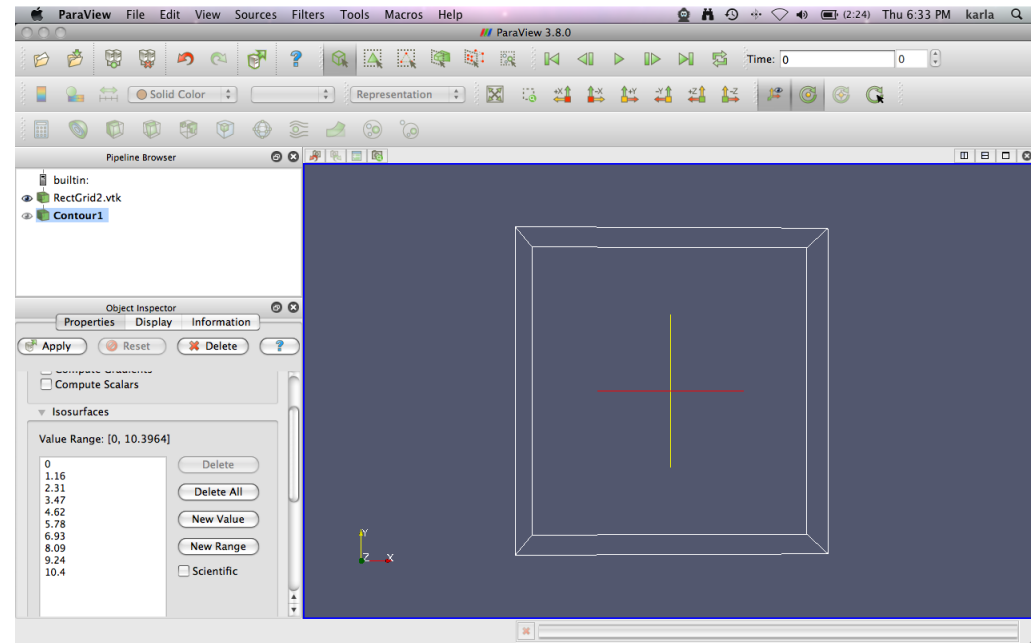 ParaView File Edit View Sources Filters Tools Macros Help (2:24) Thu 6:33 PM karla
ParaView 3.8.0
Time: 0 0
Solid Color Representation +X -X +Y -Y +Z -Z
Pipeline Browser
builtin:
RectGrid2.vtk
Contour1
Object Inspector
Properties Display Information
Apply Reset Delete ?
Compute Gradients
Compute Scalars
Isosurfaces
Value Range: [0, 10.3964]
0
1.16
2.31
3.47
4.62
5.78
6.93
8.09
9.24
10.4
Delete
Delete All
New Value
New Range
Scientific
Y
Z X